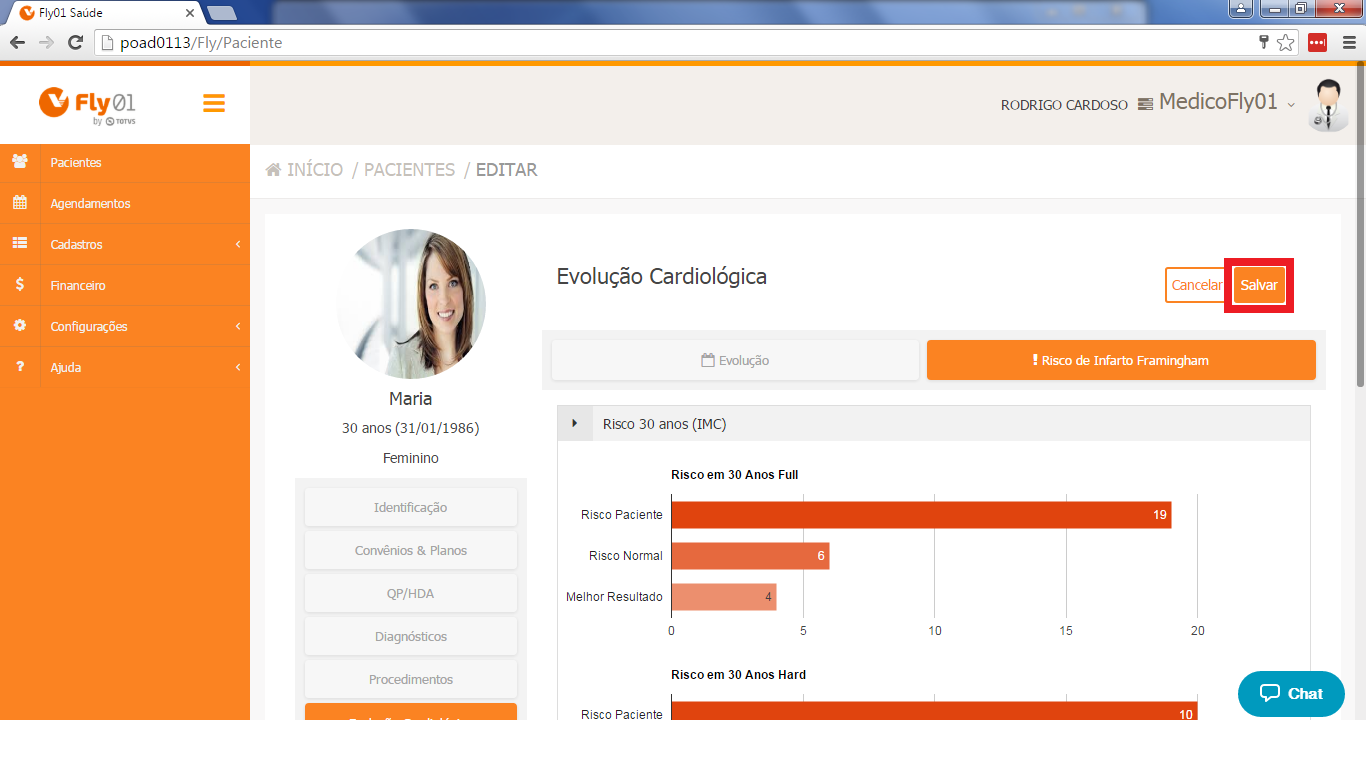 Fly01 Saúde
poad0113/Fly/Paciente
Fly01
by TOTVS
RODRIGO CARDOSO MedicoFly01
Pacientes
Agendamentos
Cadastros
Financeiro
Configurações
Ajuda
INÍCIO / PACIENTES / EDITAR
Maria
30 anos (31/01/1986)
Feminino
Identificação
Convênios & Planos
QP/HDA
Diagnósticos
Procedimentos
Evolução Cardiológica
Cancelar
Salvar
Evolução
! Risco de Infarto Framingham
Risco 30 anos (IMC)
Risco em 30 Anos Full
Risco Paciente 19
Risco Normal 6
Melhor Resultado 4
0 5 10 15 20
Risco em 30 Anos Hard
Risco Paciente 10
Chat